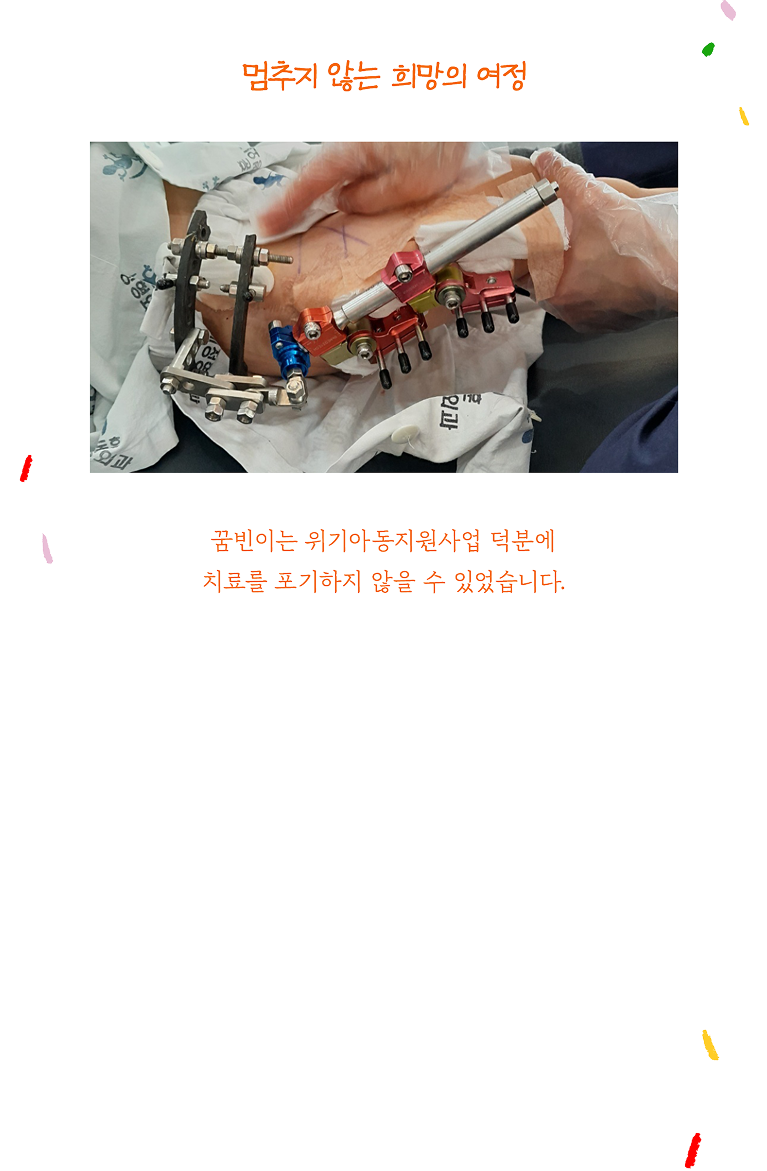 멈추지 않는 희망의 여정
외과
꿈빈이는 위기아동지원사업 덕분에
치료를 포기하지 않을 수 있었습니다.